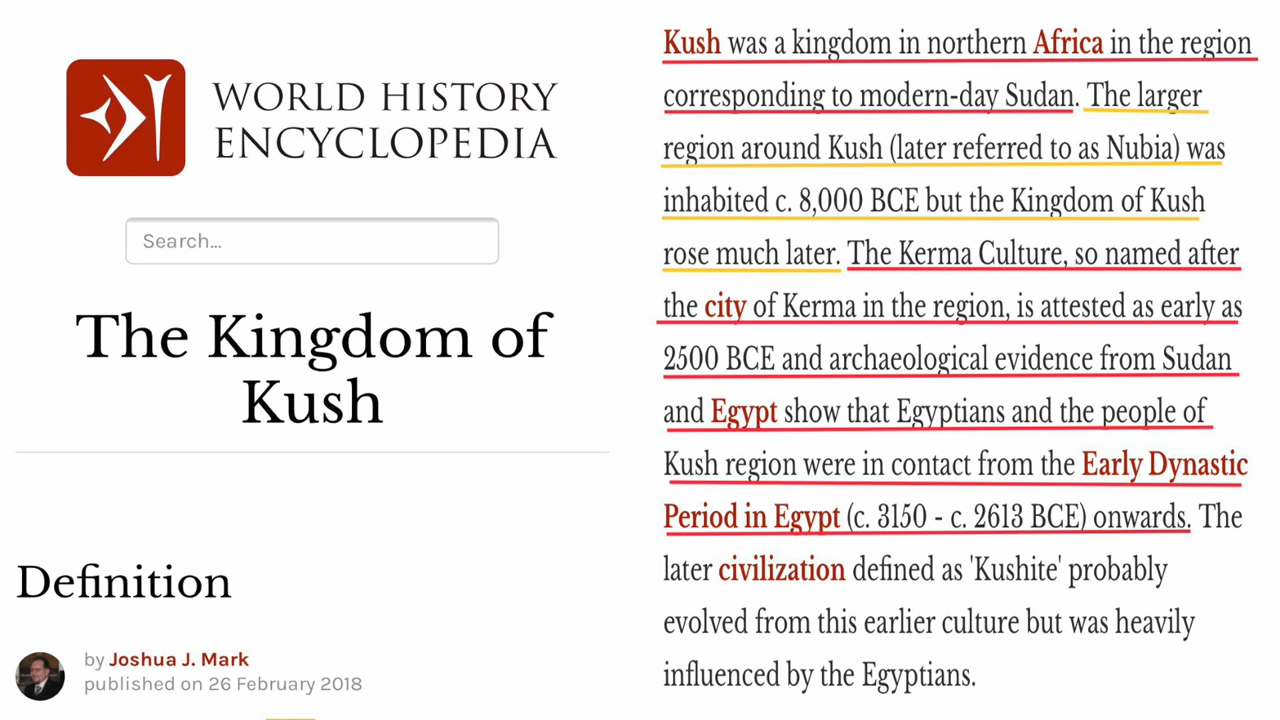 WORLD HISTORY
ENCYCLOPEDIA
Search...
The Kingdom of
Kush
Definition
by Joshua J. Mark
published on 26 February 2018
Kush was a kingdom in northern Africa in the region
corresponding to modern-day Sudan. The larger
region around Kush (later referred to as Nubia) was
inhabited c. 8,000 BCE but the Kingdom of Kush
rose much later. The Kerma Culture, so named after
the city of Kerma in the region, is attested as early as
2500 BCE and archaeological evidence from Sudan
and Egypt show that Egyptians and the people of
Kush region were in contact from the Early Dynastic
Period in Egypt (c. 3150 - c. 2613 BCE) onwards. The
later civilization defined as 'Kushite' probably
evolved from this earlier culture but was heavily
influenced by the Egyptians.